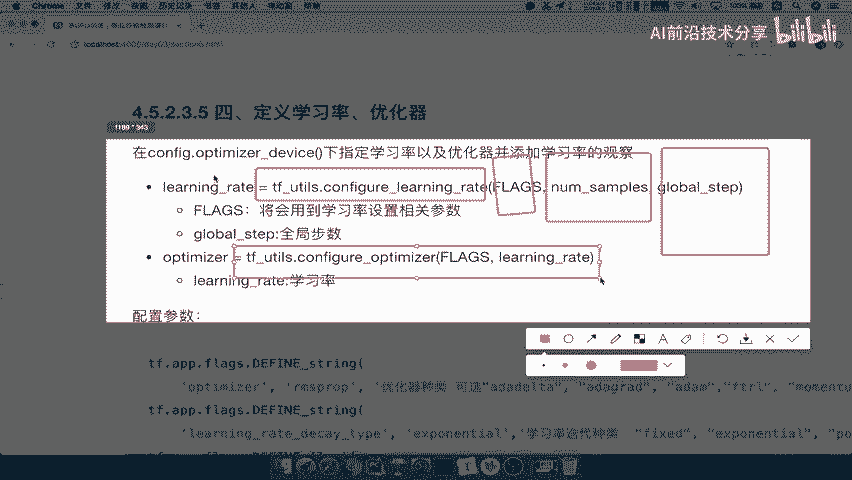 Chrome 文件
AI前沿技术分享 bilibili
4.5.2.3.5 四、定义学习率、优化器
在config.optimizer_device()下指定学习率以及优化器并添加学习率的观察
learning_rate = tf_utils.configure_learning_rate(FLAGS, num_samples, global_step)
FLAGS：将会用到学习率设置相关参数
global_step:全局步数
optimizer = tf_utils.configure_optimizer(FLAGS, learning_rate)
learning_rate:学习率
配置参数：
tf.app.flags.DEFINE_string(
'optimizer', 'rmsprop', '优化器种类 可选"adadelta", "adagrad", "adam","ftrl", "momentu
tf.app.flags.DEFINE_string(
'learning_rate_decay_type', 'exponential','学习率迭代种类 "fixed", "exponential", "po